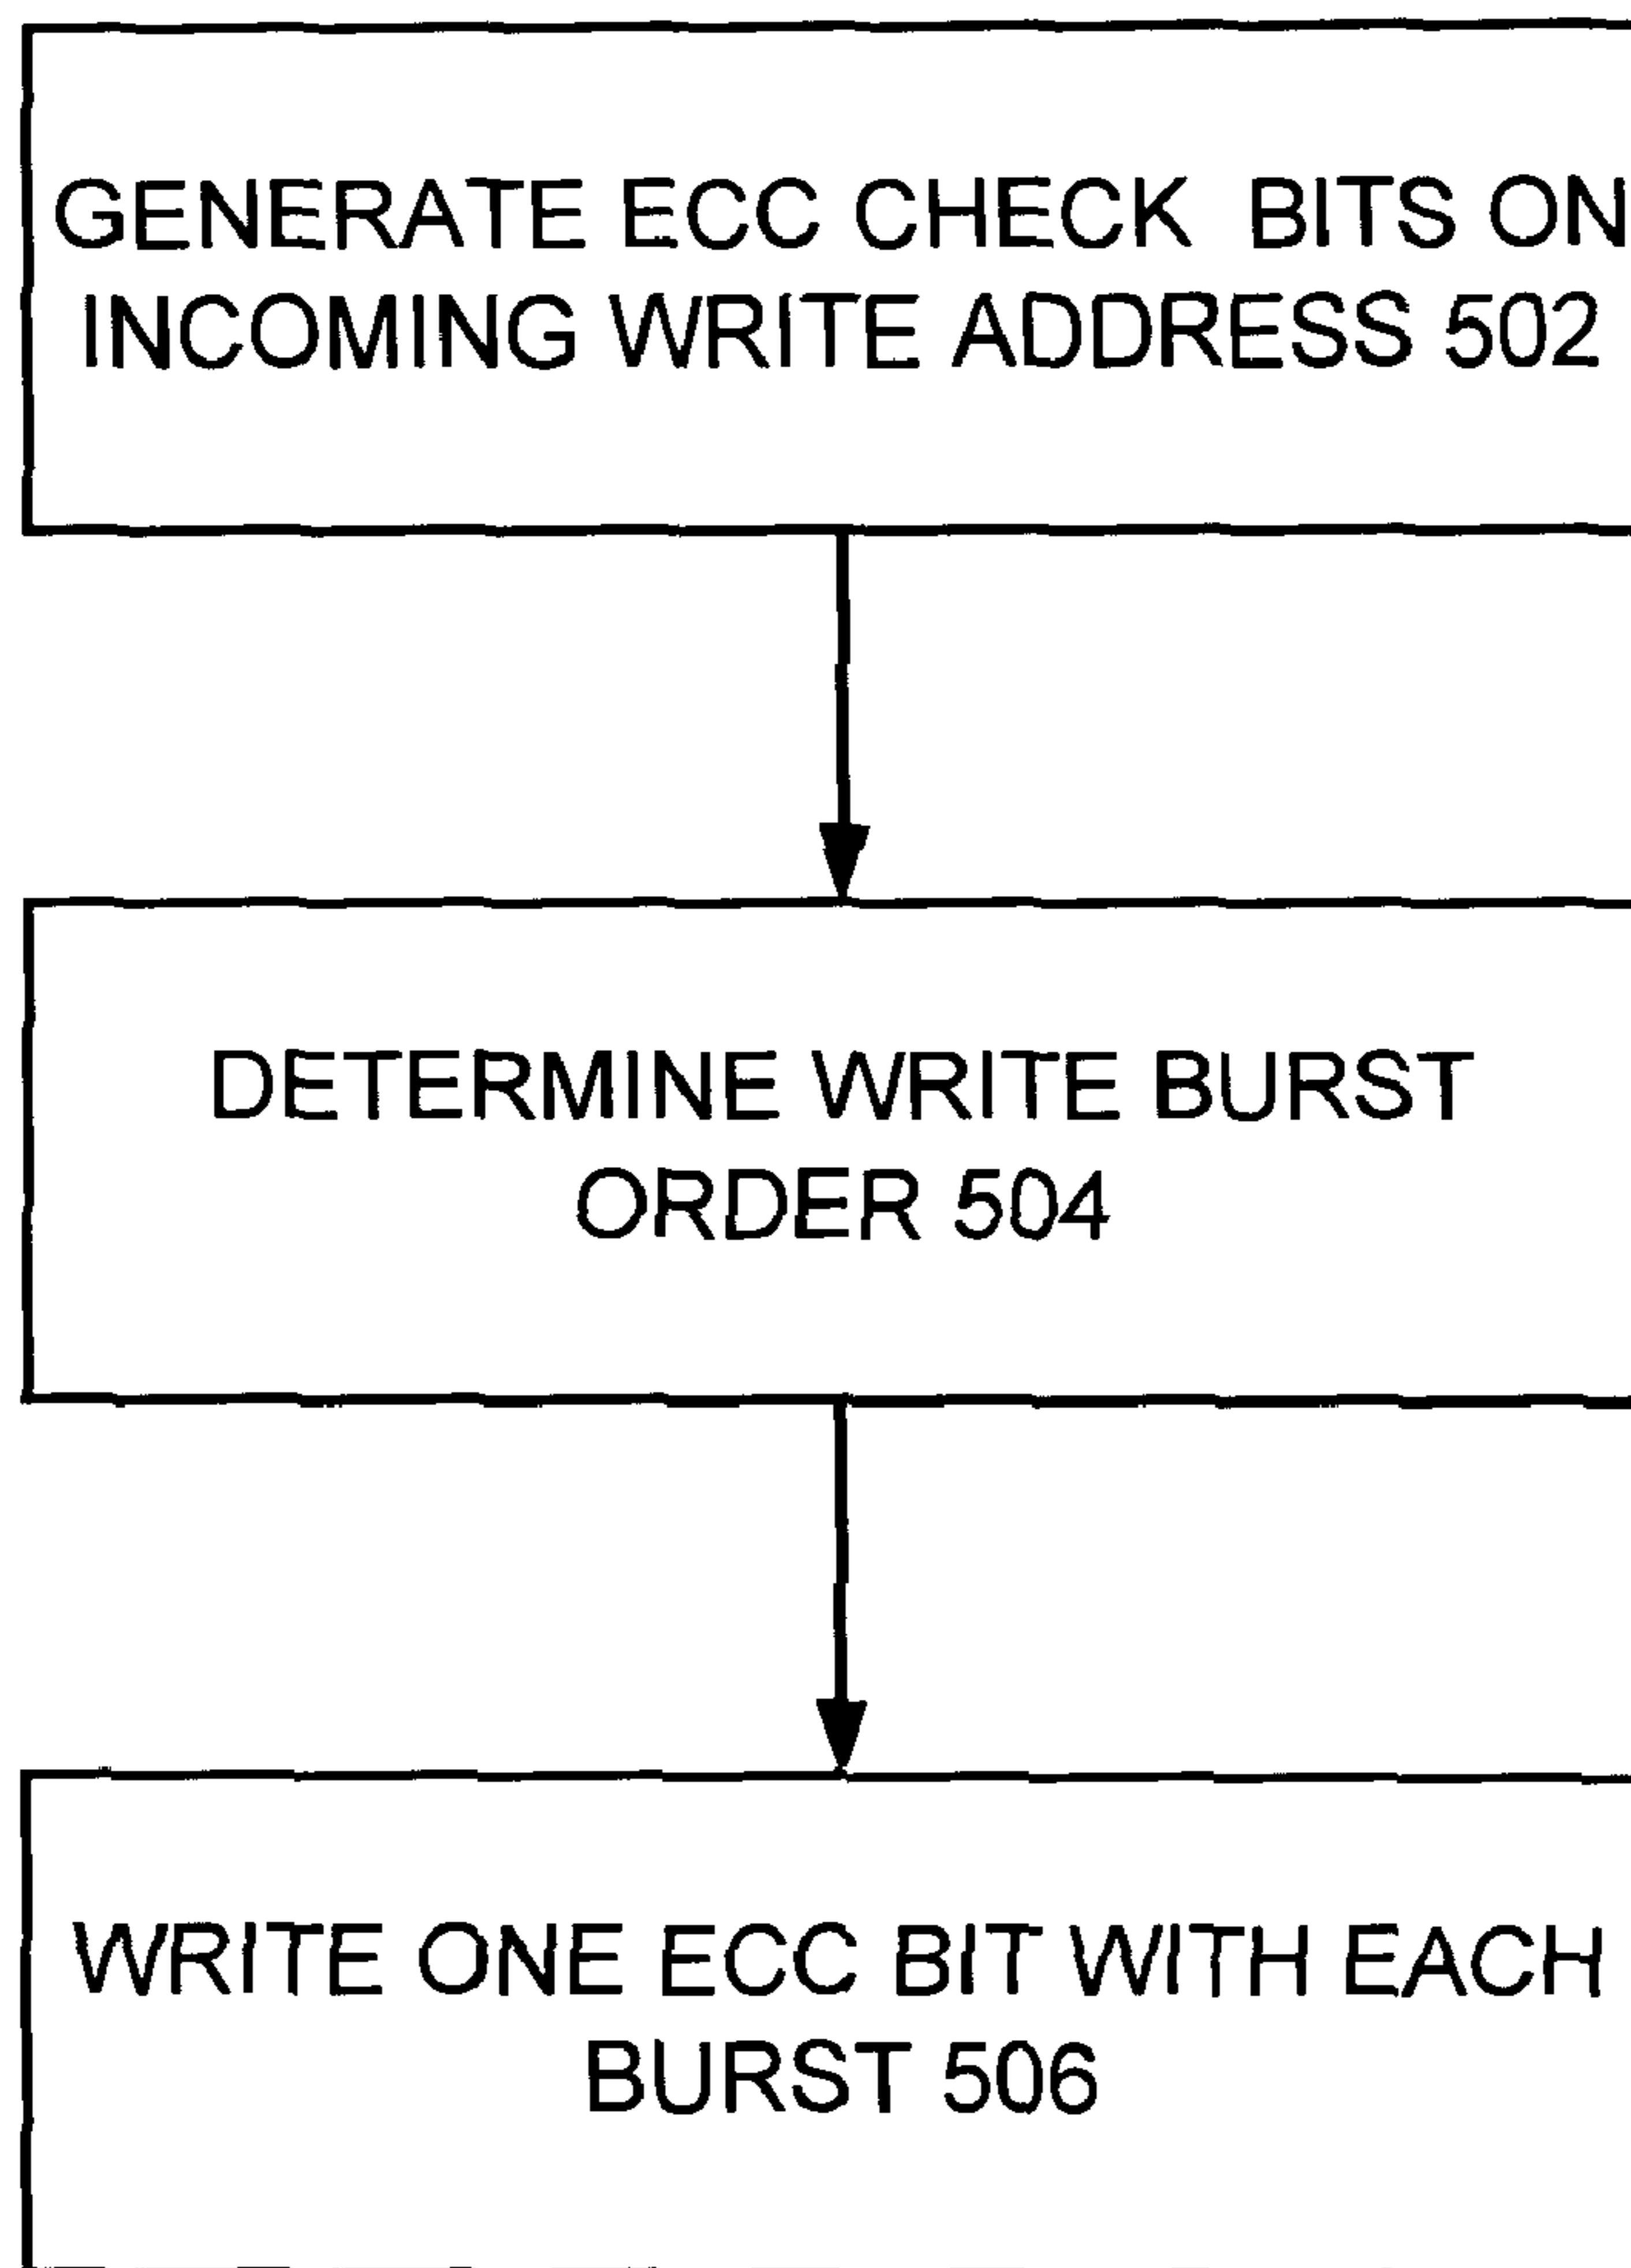 GENERATE ECC CHECK BITS ON
INCOMING WRITE ADDRESS 502
DETERMINE WRITE BURST
ORDER 504
WRITE ONE ECC BIT WITH EACH
BURST 506